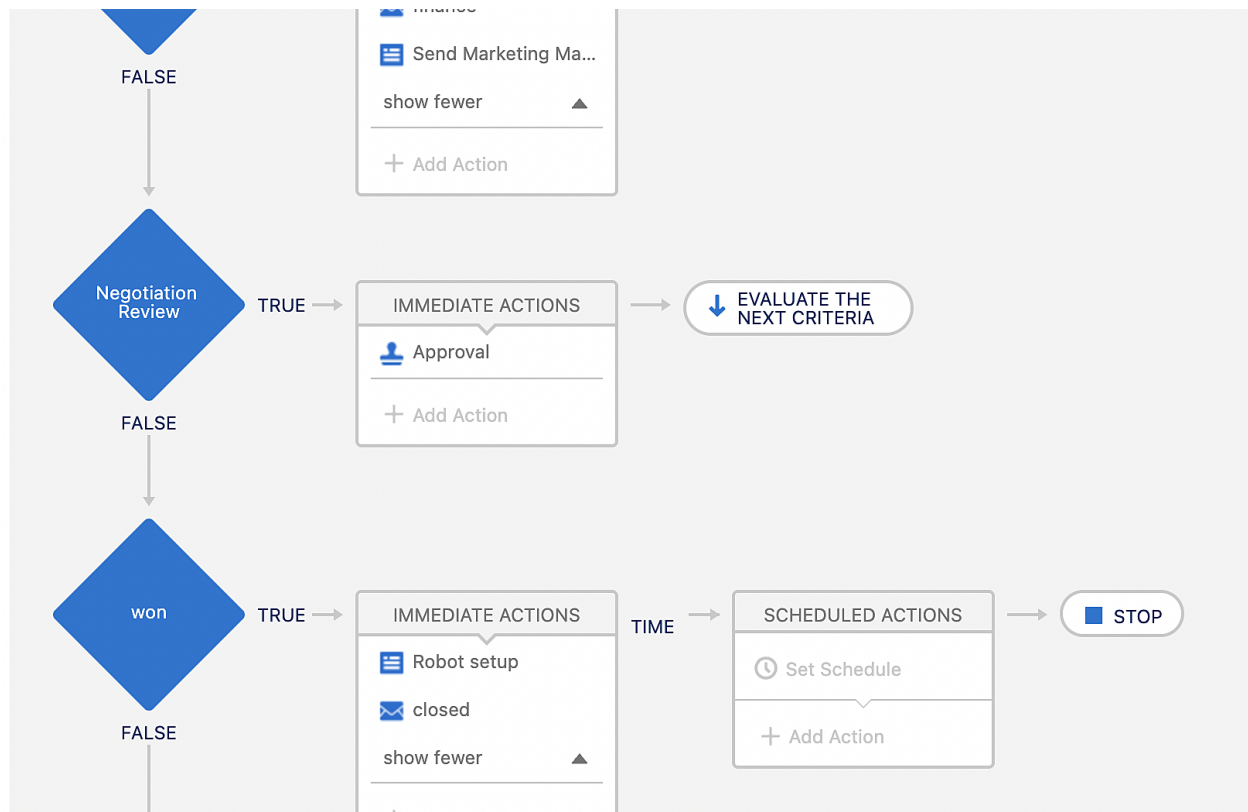 finance
FALSE
Send Marketing Ma...
show fewer
Add Action
Negotiation
Review
TRUE
IMMEDIATE ACTIONS
EVALUATE THE
NEXT CRITERIA
Approval
Add Action
FALSE
won
TRUE
IMMEDIATE ACTIONS
TIME
SCHEDULED ACTIONS
STOP
Robot setup
Set Schedule
closed
Add Action
FALSE
show fewer